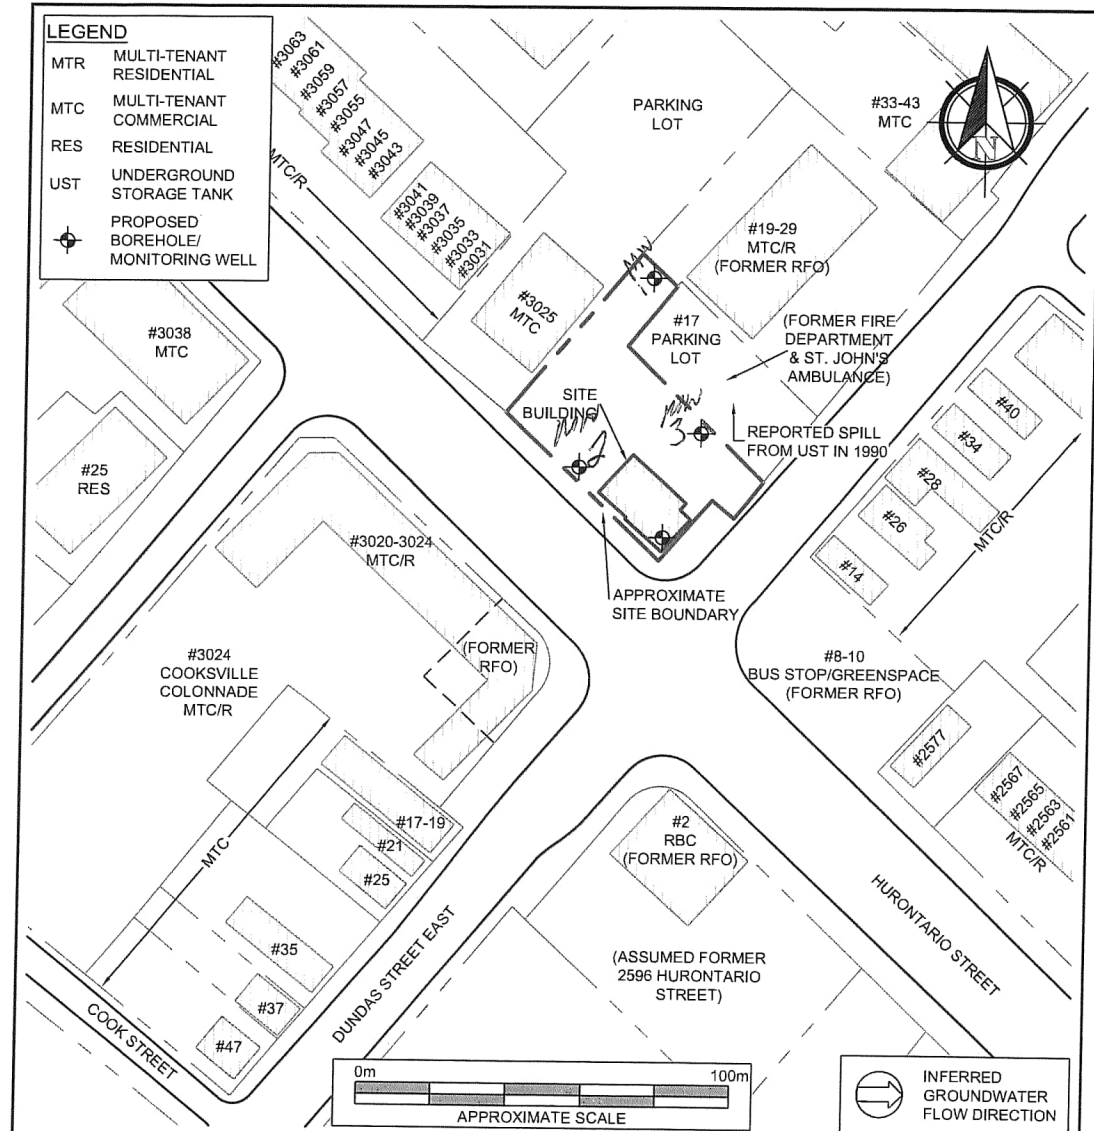 LEGEND
MTR MULTI-TENANT
RESIDENTIAL
MTC MULTI-TENANT
COMMERCIAL
RES RESIDENTIAL
UST UNDERGROUND
STORAGE TANK
PROPOSED
BOREHOLE/
MONITORING WELL
#3063
#3061
#3059
#3057
#3055
#3047
#3045
#3043
MTC/R
#3041
#3039
#3037
#3035
#3033
#3031
PARKING
LOT
#33-43
MTC
N
#19-29
MTC/R
(FORMER RFO)
#3025
MTC
MW
1
#17
PARKING
LOT
(FORMER FIRE
DEPARTMENT
& ST. JOHN'S
AMBULANCE)
SITE
BUILDING
MW
2
MW
3
REPORTED SPILL
FROM UST IN 1990
#3038
MTC
#25
RES
#40
#34
#28
#26
#14
MTC/R
#3020-3024
MTC/R
APPROXIMATE
SITE BOUNDARY
(FORMER
RFO)
#3024
COOKSVILLE
COLONNADE
MTC/R
#8-10
BUS STOP/GREENSPACE
(FORMER RFO)
#2577
#2567
#2565
#2563
#2561
MTC/R
#17-19
#21
#25
MTC
#35
#37
#47
#2
RBC
(FORMER RFO)
(ASSUMED FORMER
2596 HURONTARIO
STREET)
HURONTARIO STREET
DUNDAS STREET EAST
COOK STREET
0m 100m
APPROXIMATE SCALE
INFERRED
GROUNDWATER
FLOW DIRECTION